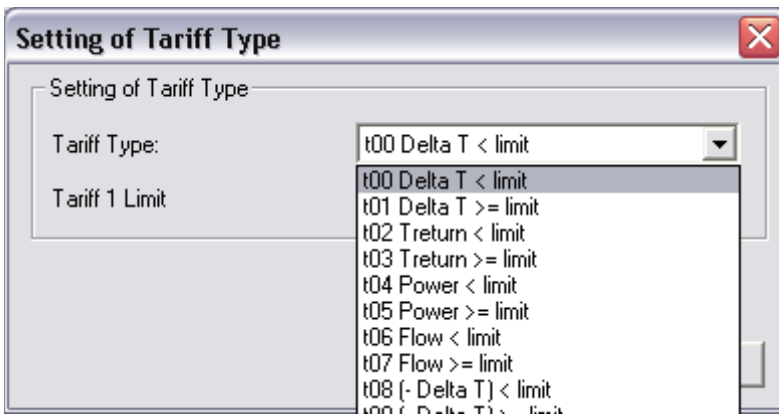 Setting of Tariff Type
Setting of Tariff Type
Tariff Type:
t00 Delta T < limit
Tariff 1 Limit
t00 Delta T < limit
t01 Delta T >= limit
t02 Treturn < limit
t03 Treturn >= limit
t04 Power < limit
t05 Power >= limit
t06 Flow < limit
t07 Flow >= limit
t08 (- Delta T) < limit